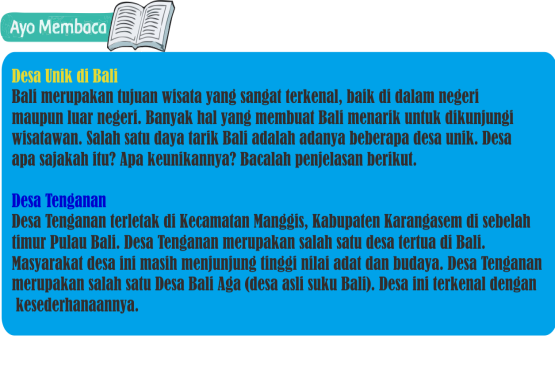 Ayo Membaca
Desa Unik di Bali
Bali merupakan tujuan wisata yang sangat terkenal, baik di dalam negeri
maupun luar negeri. Banyak hal yang membuat Bali menarik untuk dikunjungi
wisatawan. Salah satu daya tarik Bali adalah adanya beberapa desa unik. Desa
apa sajakah itu? Apa keunikannya? Bacalah penjelasan berikut.
Desa Tenganan
Desa Tenganan terletak di Kecamatan Manggis, Kabupaten Karangasem di sebelah
timur Pulau Bali. Desa Tenganan merupakan salah satu desa tertua di Bali.
Masyarakat desa ini masih menjunjung tinggi nilai adat dan budaya. Desa Tenganan
merupakan salah satu Desa Bali Aga (desa asli suku Bali). Desa ini terkenal dengan
kesederhanaannya.